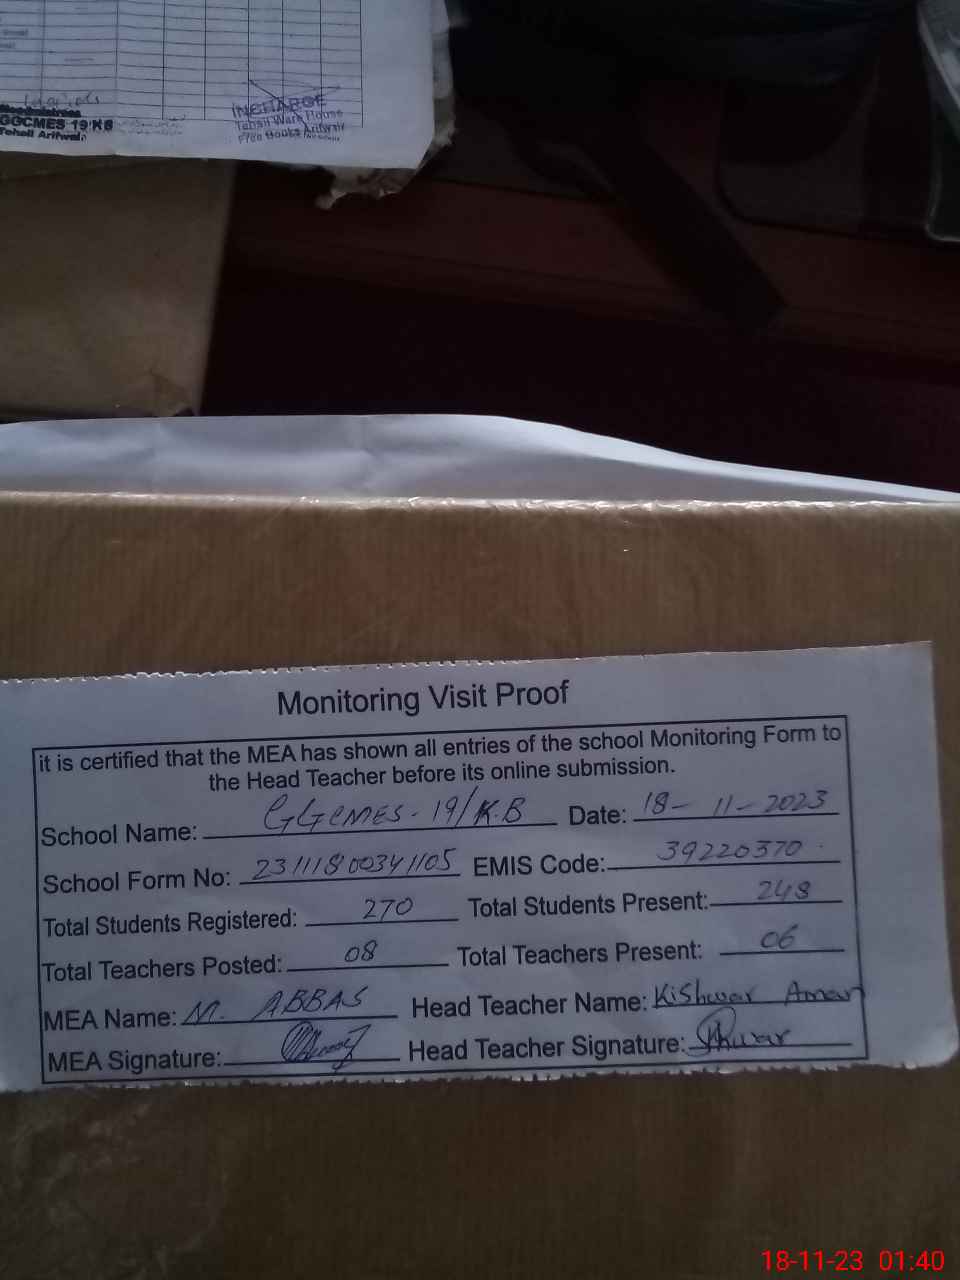 GGCMES 19/KB
Tehsil Arifwala
INCHARGE
Tehsil Ware House
Free Books Arifwala
Monitoring Visit Proof
it is certified that the MEA has shown all entries of the school Monitoring Form to
the Head Teacher before its online submission.
School Name: GGCMES-19/K.B Date: 18-11-2023
School Form No: 23111800341105 EMIS Code: 39220370
Total Students Registered: 270 Total Students Present: 248
Total Teachers Posted: 08 Total Teachers Present: 06
MEA Name: M. ABBAS Head Teacher Name: Kishwar Aman
MEA Signature: Head Teacher Signature: Kishwar
18-11-23 01:40